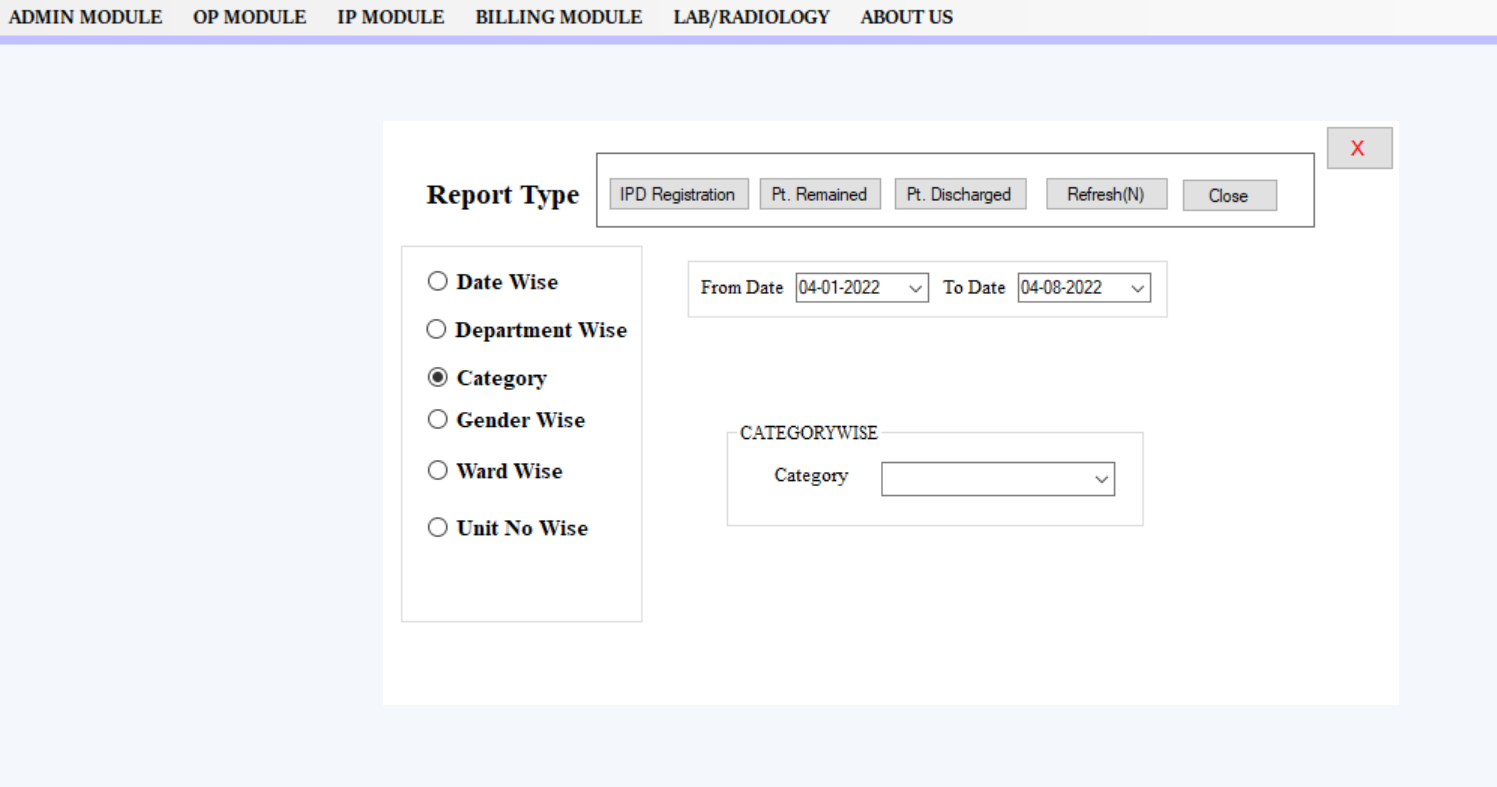 ADMIN MODULE OP MODULE IP MODULE BILLING MODULE LAB/RADIOLOGY ABOUT US
X
Report Type IPD Registration Pt. Remained Pt. Discharged Refresh(N) Close
Date Wise
From Date 04-01-2022 To Date 04-08-2022
Department Wise
Category
Gender Wise
Ward Wise
Unit No Wise
CATEGORYWISE
Category